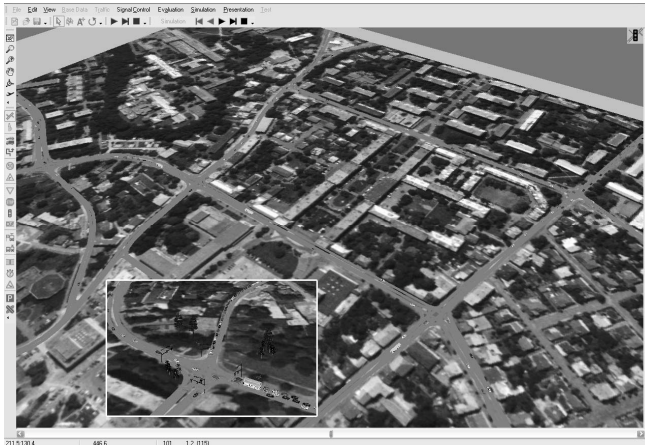 File Edit View Base Data Traffic Signal Control Evaluation Simulation Presentation Test
Simulation
211.5:130.4 446.6 101 1.2 (115)